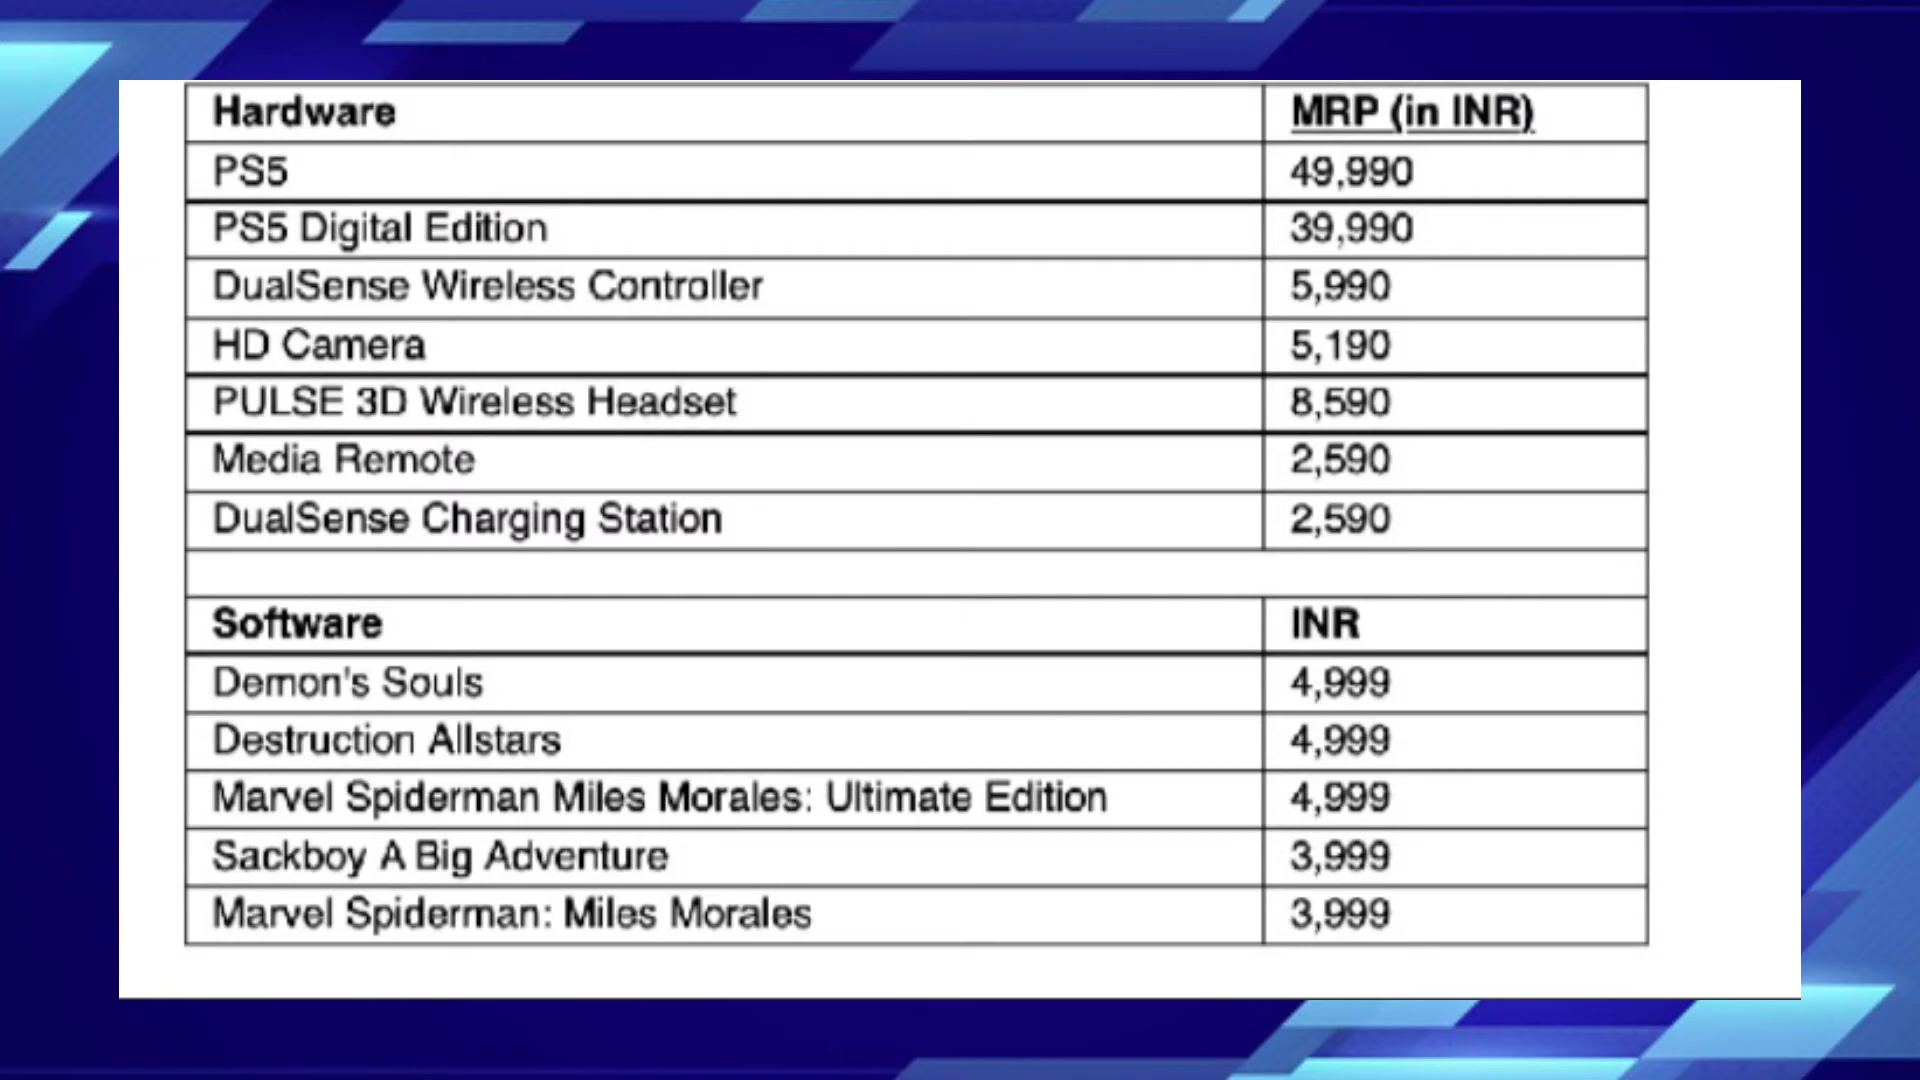 Hardware MRP (in INR)
PS5 49,990
PS5 Digital Edition 39,990
DualSense Wireless Controller 5,990
HD Camera 5,190
PULSE 3D Wireless Headset 8,590
Media Remote 2,590
DualSense Charging Station 2,590
Software INR
Demon's Souls 4,999
Destruction Allstars 4,999
Marvel Spiderman Miles Morales: Ultimate Edition 4,999
Sackboy A Big Adventure 3,999
Marvel Spiderman: Miles Morales 3,999